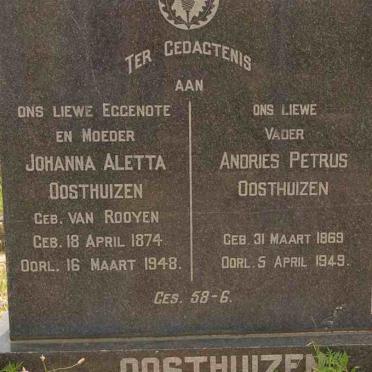 TER GEDAGTENIS
AAN
ONS LIEWE EGGENOTE
EN MOEDER
JOHANNA ALETTA
OOSTHUIZEN
GEB. VAN ROOYEN
GEB. 18 APRIL 1874
OORL. 16 MAART 1948.
ONS LIEWE
VADER
ANDRIES PETRUS
OOSTHUIZEN
GEB. 31 MAART 1869
OORL. 5 APRIL 1949.
GES. 58-6.
OOSTHUIZEN